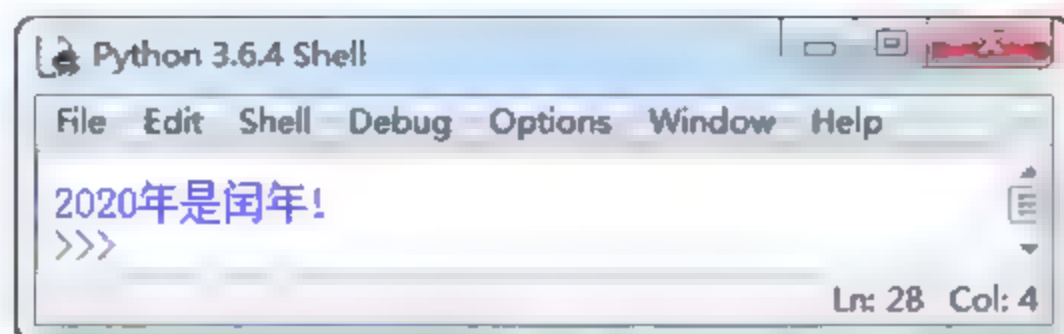 Python 3.6.4 Shell
File Edit Shell Debug Options Window Help
2020年是闰年!
>>>
Ln: 28 Col: 4